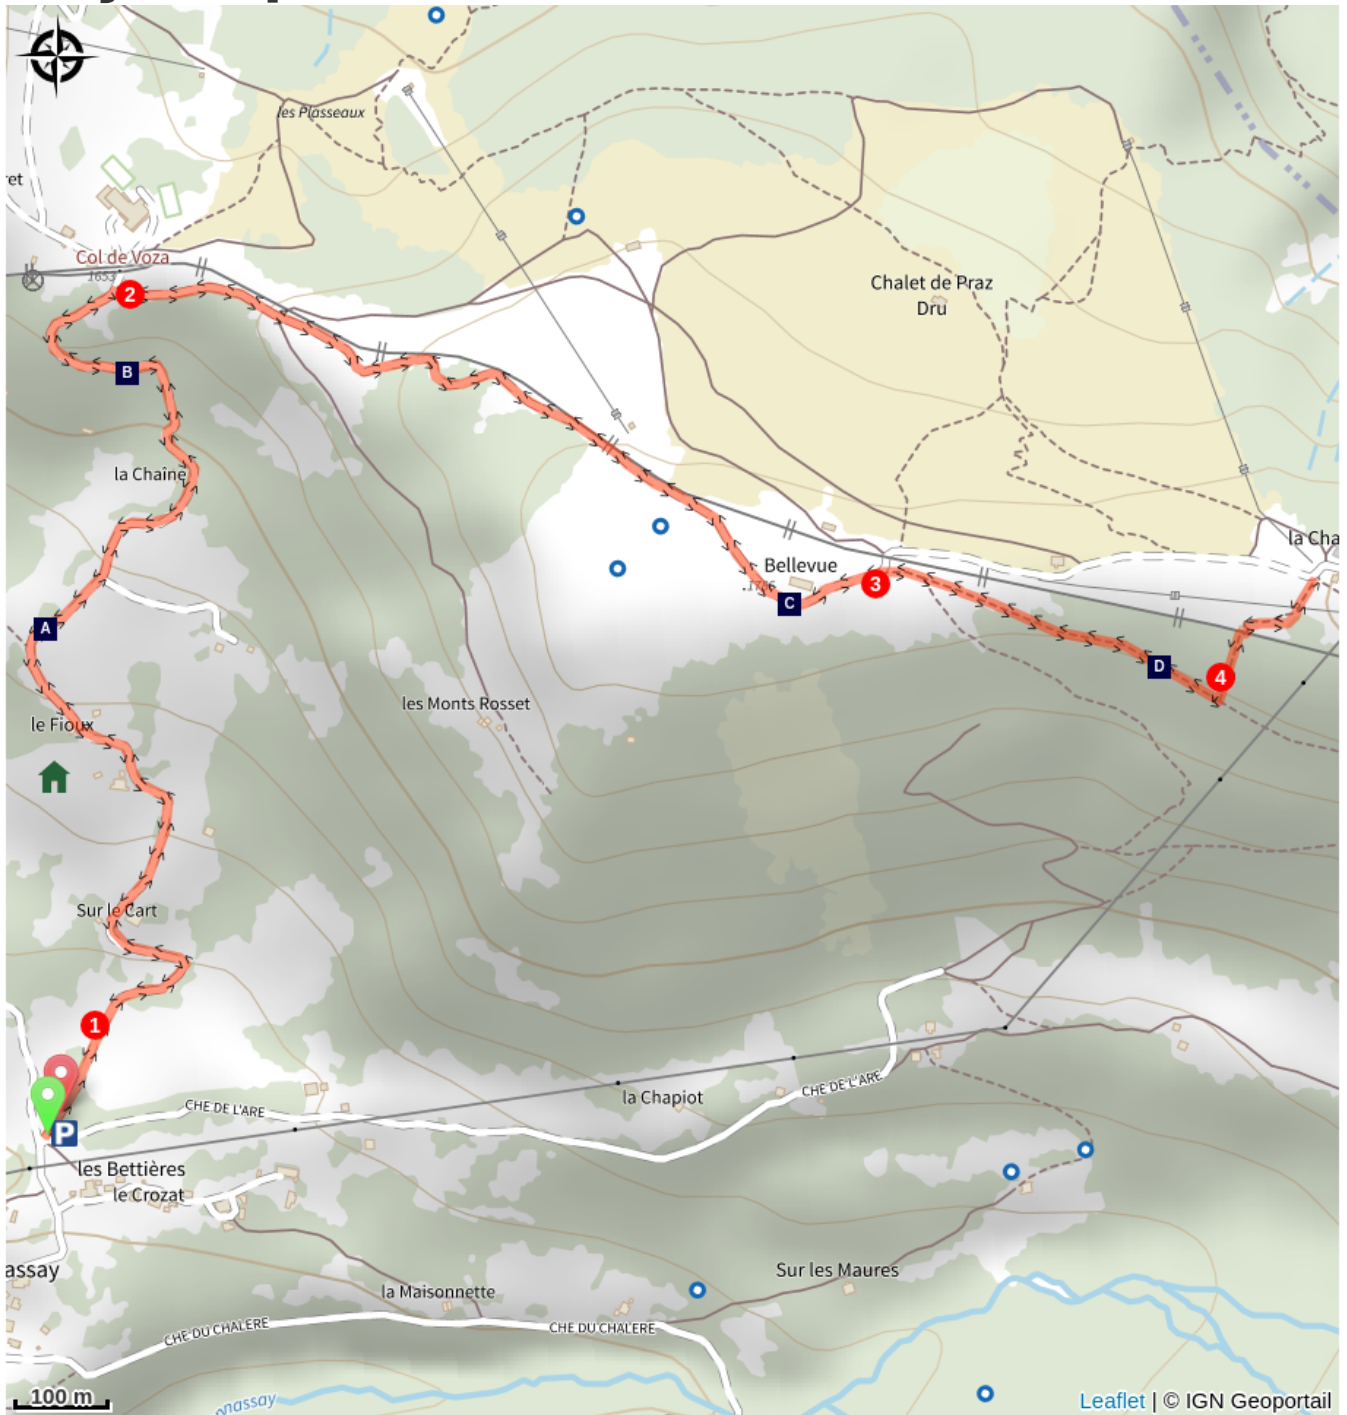 les Plasseaux
ret
Col de Voza
1653
2
B
Chalet de Praz
Dru
la Chaîne
la Cha
Bellevue
3
C
A
D
4
les Monts Rosset
le Fioux
Sur le Cart
1
CHE DE L'ARE
CHE DE L'ARE
la Chapiot
P
les Bettières
le Crozat
assay
Sur les Maures
la Maisonnette
CHE DU CHALERE
CHE DU CHALERE
100 m
onassay
Leaflet | © IGN Geoportail